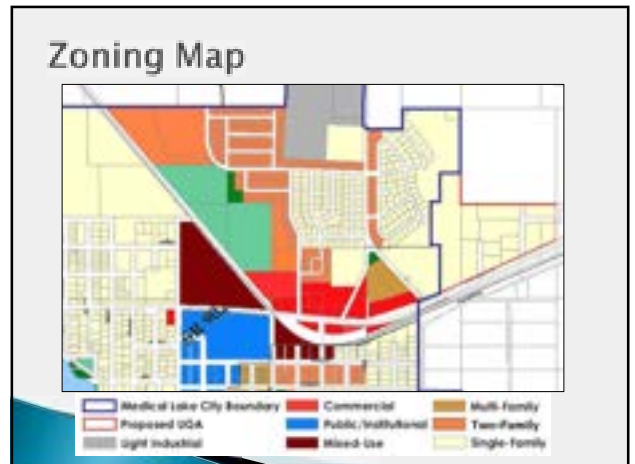 Zoning Map
Medical Lake City Boundary Commercial Multi-Family
Proposed UGA Public/Institutional Two-Family
Light Industrial Mixed-Use Single-Family